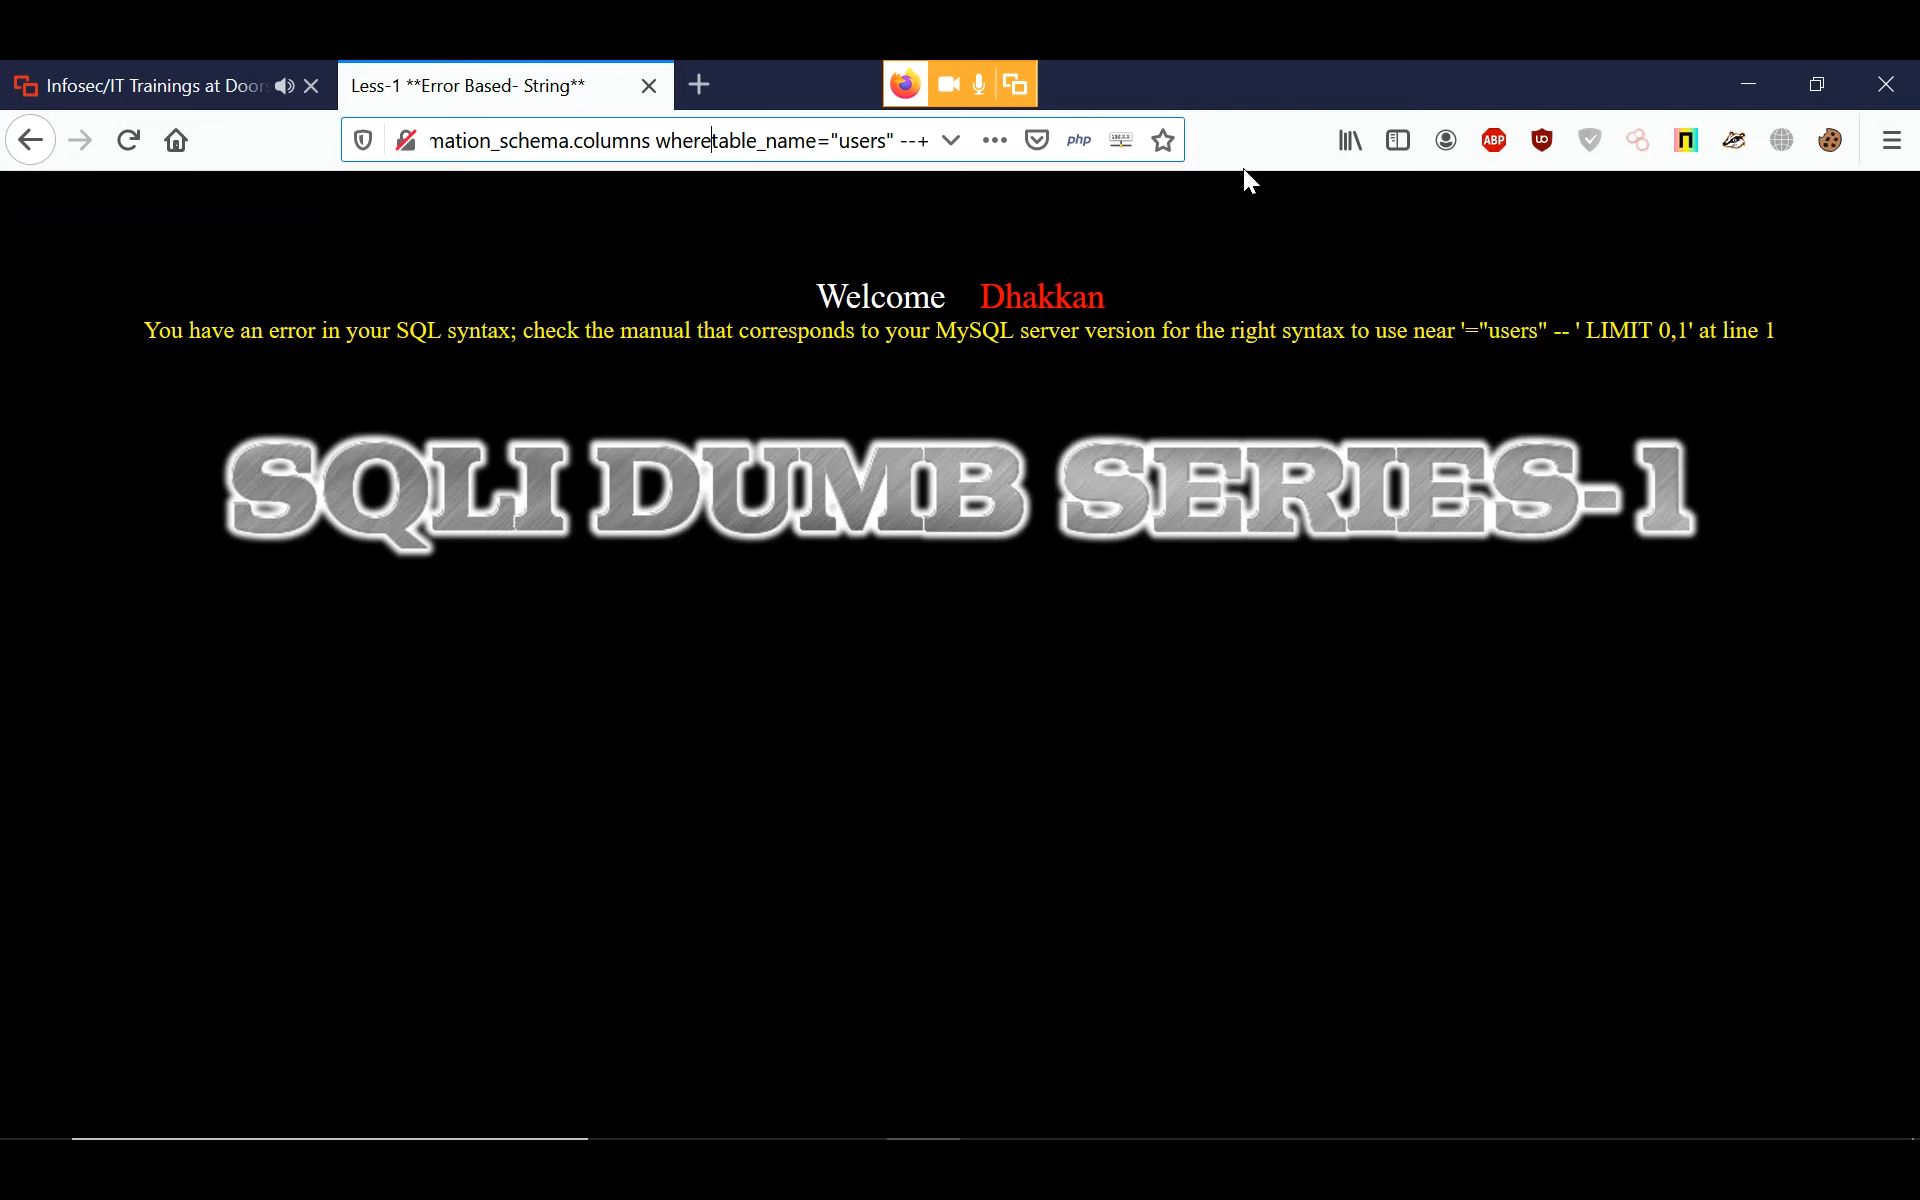 Infosec/IT Trainings at Door
Less-1 **Error Based- String**
mation_schema.columns wheretable_name="users" --+
php
ABP
Welcome Dhakkan
You have an error in your SQL syntax; check the manual that corresponds to your MySQL server version for the right syntax to use near '="users" -- ' LIMIT 0,1' at line 1
SQLI DUMB SERIES-1